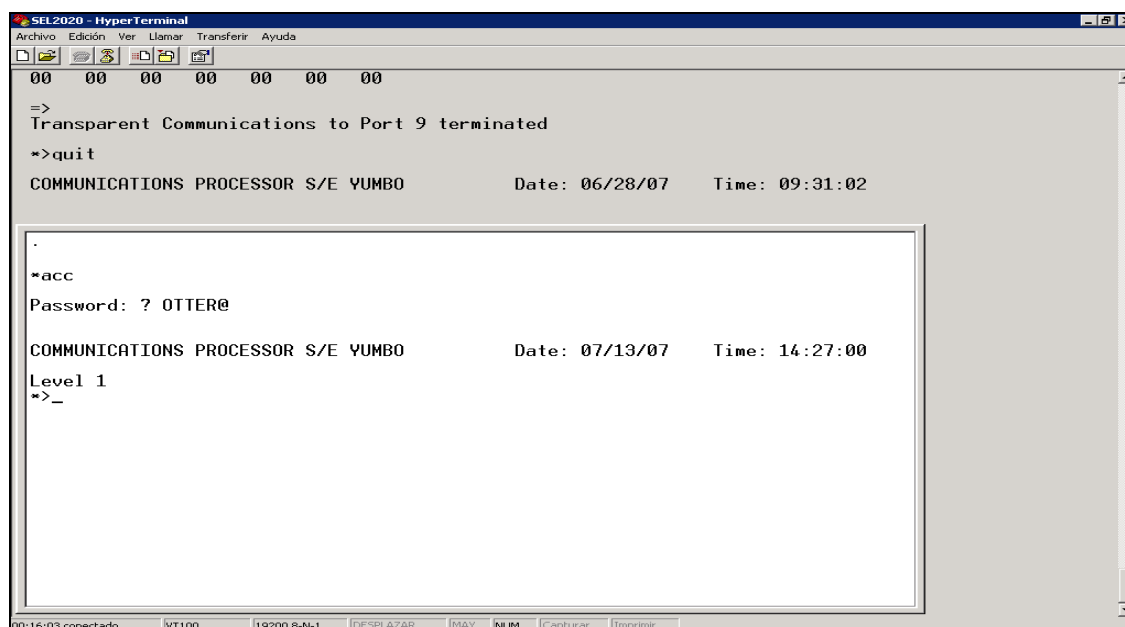 SEL2020 - HyperTerminal
Archivo Edición Ver Llamar Transferir Ayuda
00 00 00 00 00 00 00
=>
Transparent Communications to Port 9 terminated
*>quit
COMMUNICATIONS PROCESSOR S/E YUMBO Date: 06/28/07 Time: 09:31:02
.
*acc
Password: ? OTTER@
COMMUNICATIONS PROCESSOR S/E YUMBO Date: 07/13/07 Time: 14:27:00
Level 1
*>_
00:16:03 conectado VT100 19200 8-N-1 DESPLAZAR MAY NUM Capturar Imprimir